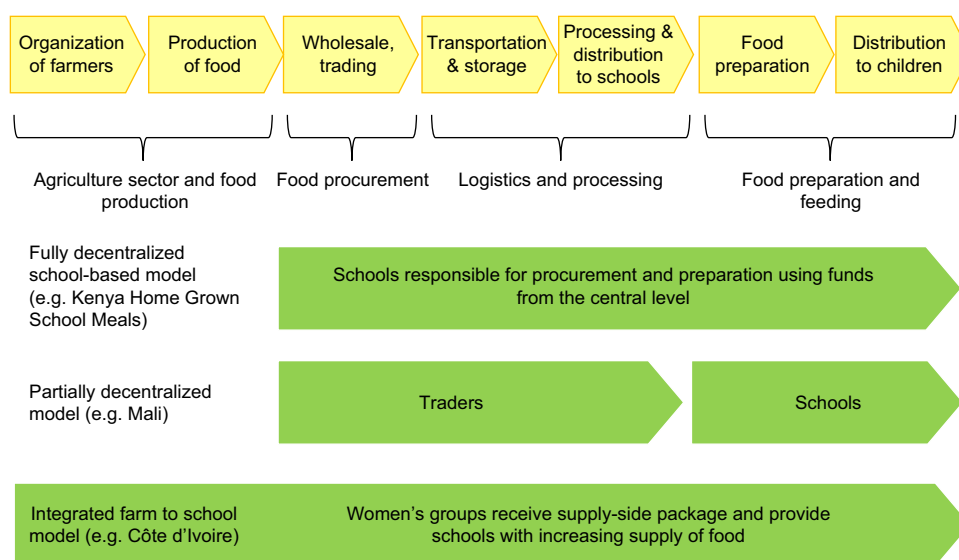 Organization
of farmers
Production
of food
Wholesale,
trading
Transportation
& storage
Processing &
distribution
to schools
Food
preparation
Distribution
to children
Agriculture sector and food
production
Food procurement
Logistics and processing
Food preparation and
feeding
Fully decentralized
school-based model
(e.g. Kenya Home Grown
School Meals)
Schools responsible for procurement and preparation using funds
from the central level
Partially decentralized
model (e.g. Mali)
Traders
Schools
Integrated farm to school
model (e.g. Côte d’Ivoire)
Women’s groups receive supply-side package and provide
schools with increasing supply of food